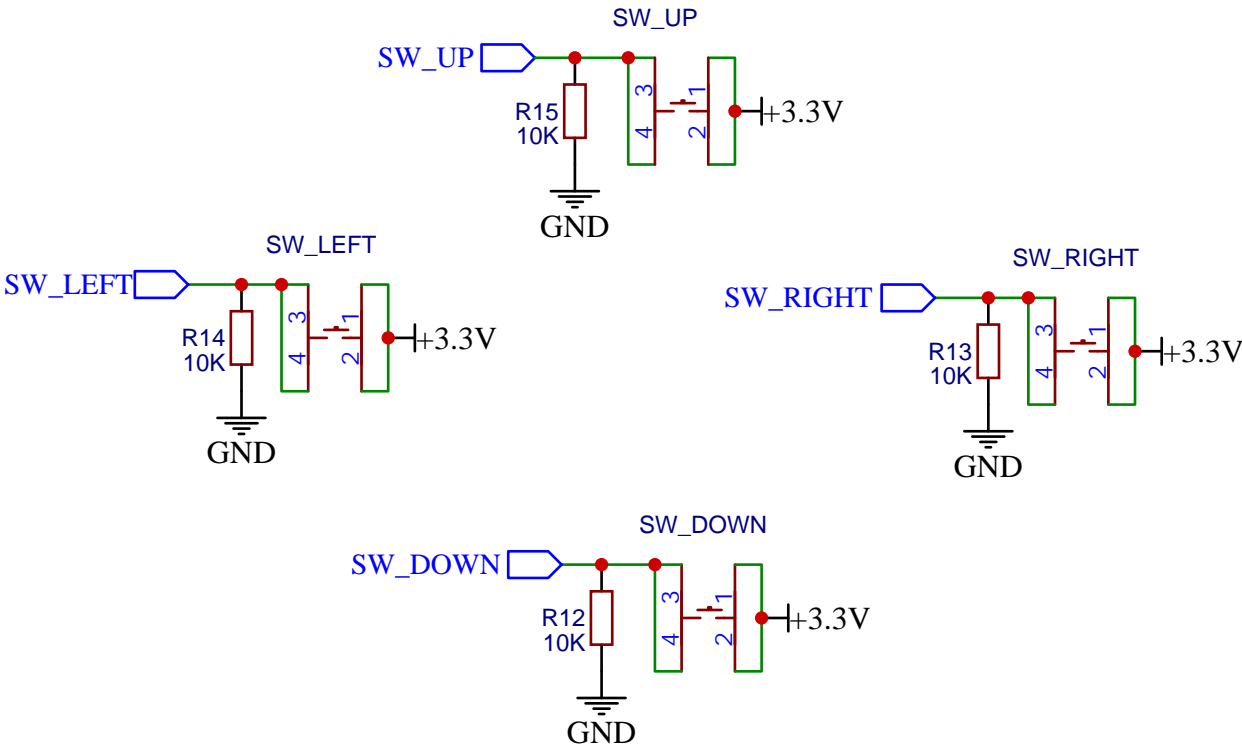 SW_UP
SW_UP
R15
10K
3
4
1
2
+3.3V
GND
SW_LEFT
SW_LEFT
R14
10K
3
4
1
2
+3.3V
GND
SW_RIGHT
SW_RIGHT
R13
10K
3
4
1
2
+3.3V
GND
SW_DOWN
SW_DOWN
R12
10K
3
4
1
2
+3.3V
GND